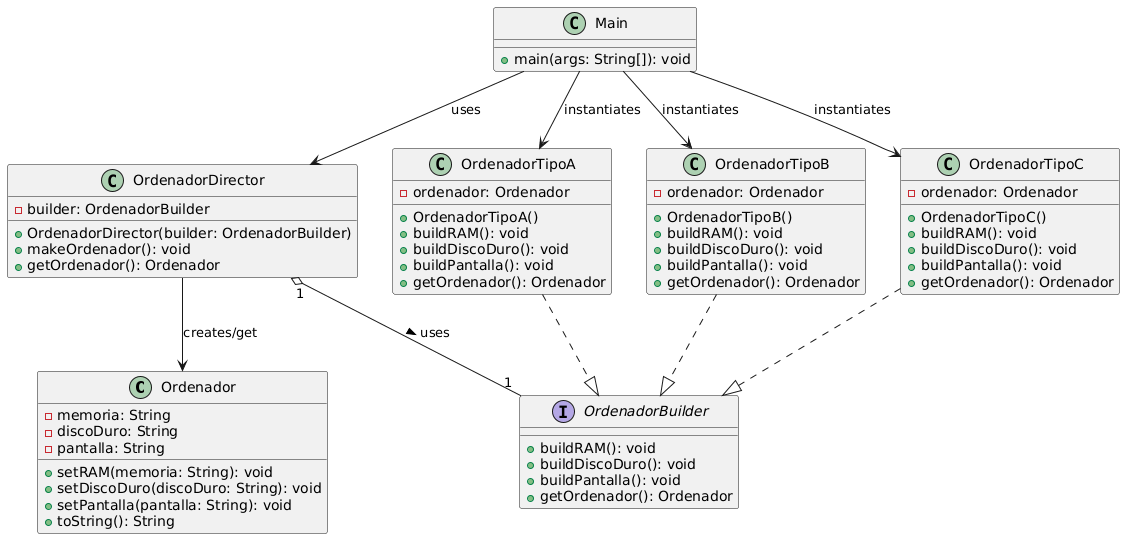 C Main
main(args: String[]): void
uses
instantiates
instantiates
instantiates
C OrdenadorDirector
builder: OrdenadorBuilder
OrdenadorDirector(builder: OrdenadorBuilder)
makeOrdenador(): void
getOrdenador(): Ordenador
C OrdenadorTipoA
ordenador: Ordenador
OrdenadorTipoA()
buildRAM(): void
buildDiscoDuro(): void
buildPantalla(): void
getOrdenador(): Ordenador
C OrdenadorTipoB
ordenador: Ordenador
OrdenadorTipoB()
buildRAM(): void
buildDiscoDuro(): void
buildPantalla(): void
getOrdenador(): Ordenador
C OrdenadorTipoC
ordenador: Ordenador
OrdenadorTipoC()
buildRAM(): void
buildDiscoDuro(): void
buildPantalla(): void
getOrdenador(): Ordenador
1
creates/get
uses
1
C Ordenador
memoria: String
discoDuro: String
pantalla: String
setRAM(memoria: String): void
setDiscoDuro(discoDuro: String): void
setPantalla(pantalla: String): void
toString(): String
I OrdenadorBuilder
buildRAM(): void
buildDiscoDuro(): void
buildPantalla(): void
getOrdenador(): Ordenador